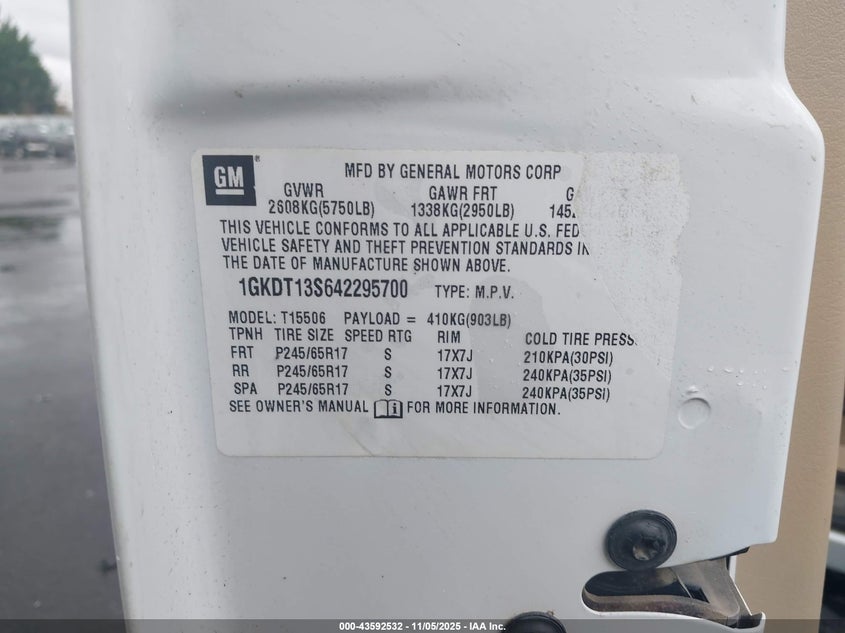 GM ®
MFD BY GENERAL MOTORS CORP
GVWR GAWR FRT G
2608KG(5750LB) 1338KG(2950LB) 145
THIS VEHICLE CONFORMS TO ALL APPLICABLE U.S. FED
VEHICLE SAFETY AND THEFT PREVENTION STANDARDS IN
THE DATE OF MANUFACTURE SHOWN ABOVE.
1GKDT13S642295700 TYPE: M.P.V.
MODEL: T15506 PAYLOAD = 410KG(903LB)
TPNH TIRE SIZE SPEED RTG RIM COLD TIRE PRESS
FRT P245/65R17 S 17X7J 210KPA(30PSI)
RR P245/65R17 S 17X7J 240KPA(35PSI)
SPA P245/65R17 S 17X7J 240KPA(35PSI)
SEE OWNER'S MANUAL i FOR MORE INFORMATION.
000-43592532 - 11/05/2025 - IAA Inc.